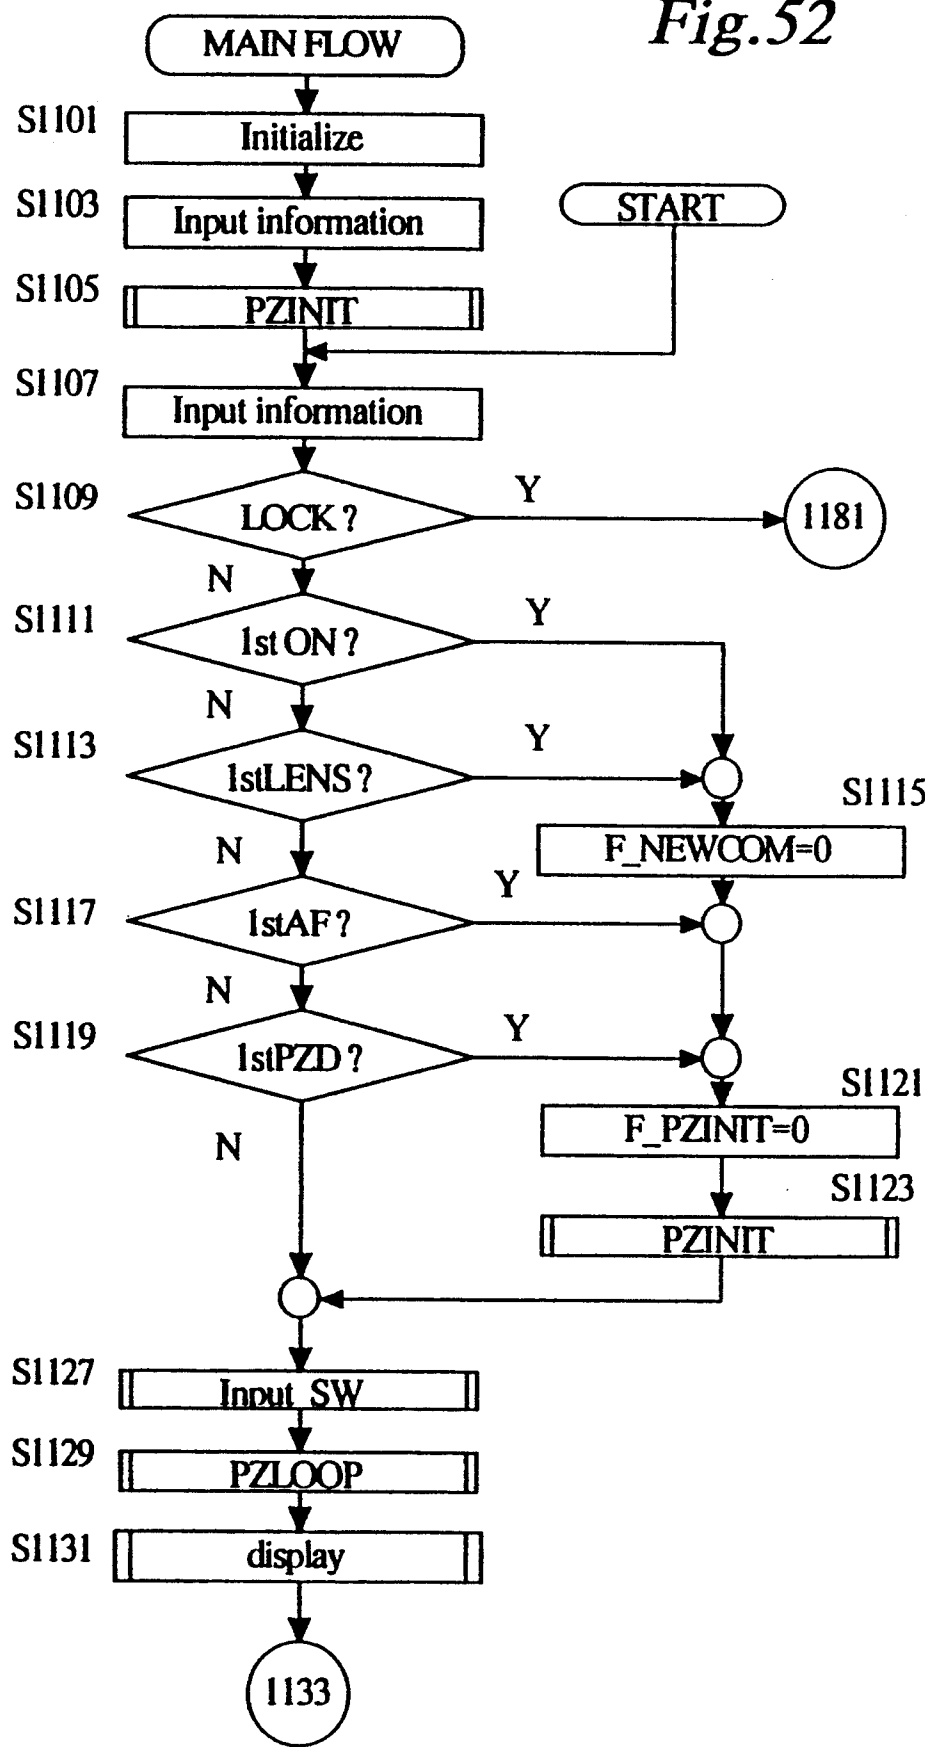 Fig.52
MAIN FLOW
S1101
Initialize
S1103
Input information
START
S1105
PZINIT
S1107
Input information
S1109
LOCK?
Y
1181
N
S1111
1st ON?
Y
N
S1113
1stLENS?
Y
S1115
F_NEWCOM=0
N
S1117
1stAF?
Y
N
S1119
1stPZD?
Y
S1121
F_PZINIT=0
N
S1123
PZINIT
S1127
Input_SW
S1129
PZLOOP
S1131
display
1133